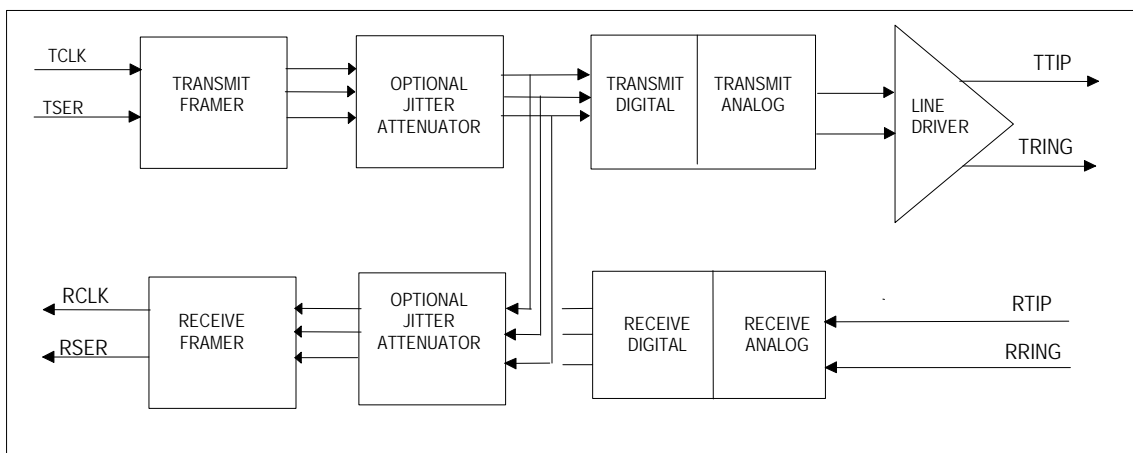 TCLK
TSER
TRANSMIT
FRAMER
OPTIONAL
JITTER
ATTENUATOR
TRANSMIT
DIGITAL
TRANSMIT
ANALOG
LINE
DRIVER
TTIP
TRING
RCLK
RSER
RECEIVE
FRAMER
OPTIONAL
JITTER
ATTENUATOR
RECEIVE
DIGITAL
RECEIVE
ANALOG
RTIP
RRING